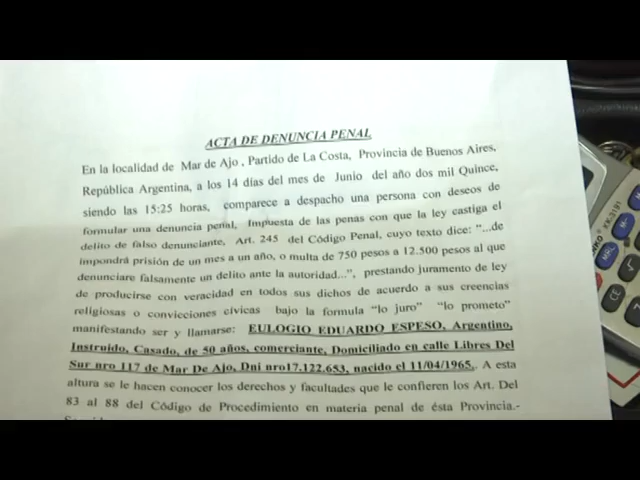 ACTA DE DENUNCIA PENAL
En la localidad de Mar de Ajo , Partido de La Costa, Provincia de Buenos Aires,
República Argentina, a los 14 días del mes de Junio del año dos mil Quince,
siendo las 15:25 horas, comparece a despacho una persona con deseos de
formular una denuncia penal, Impuesta de las penas con que la ley castiga el
delito de falso denunciante, Art. 245 del Código Penal, cuyo texto dice: "...de
impondrá prisión de un mes a un año, o multa de 750 pesos a 12.500 pesos al que
denunciare falsamente un delito ante la autoridad...", prestando juramento de ley
de producirse con veracidad en todos sus dichos de acuerdo a sus creencias
religiosas o convicciones cívicas bajo la formula "lo juro" "lo prometo"
manifestando ser y llamarse: EULOGIO EDUARDO ESPESO, Argentino,
Instruido, Casado, de 50 años, comerciante, Domiciliado en calle Libres Del
Sur nro 117 de Mar De Ajo, Dni nro17.122.653, nacido el 11/04/1965,. A esta
altura se le hacen conocer los derechos y facultades que le confieren los Art. Del
83 al 88 del Código de Procedimiento en materia penal de ésta Provincia.-
CE
MRC
M-